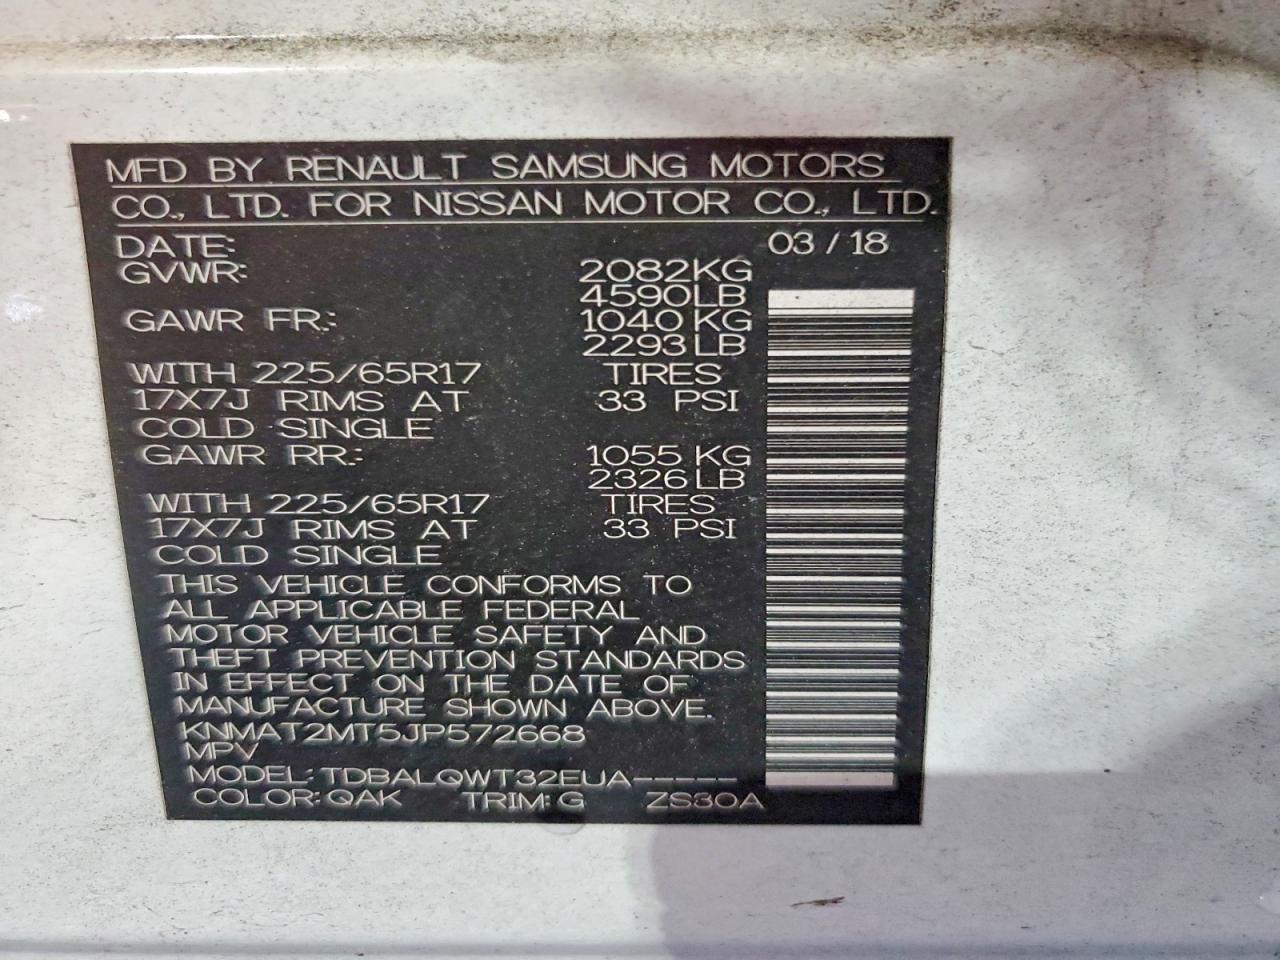 MFD BY RENAULT SAMSUNG MOTORS
CO., LTD. FOR NISSAN MOTOR CO., LTD.
DATE: 03 / 18
GVWR: 2082KG
4590LB
GAWR FR.: 1040 KG
2293LB
WITH 225/65R17 TIRES
17X7J RIMS AT 33 PSI
COLD SINGLE
GAWR RR.: 1055 KG
2326LB
WITH 225/65R17 TIRES
17X7J RIMS AT 33 PSI
COLD SINGLE
THIS VEHICLE CONFORMS TO
ALL APPLICABLE FEDERAL
MOTOR VEHICLE SAFETY AND
THEFT PREVENTION STANDARDS
IN EFFECT ON THE DATE OF
MANUFACTURE SHOWN ABOVE.
KNMAT2MT5JP572668
MPV
MODEL: TDBALQWT32EUA-----
COLOR: QAK TRIM: G ZS30A